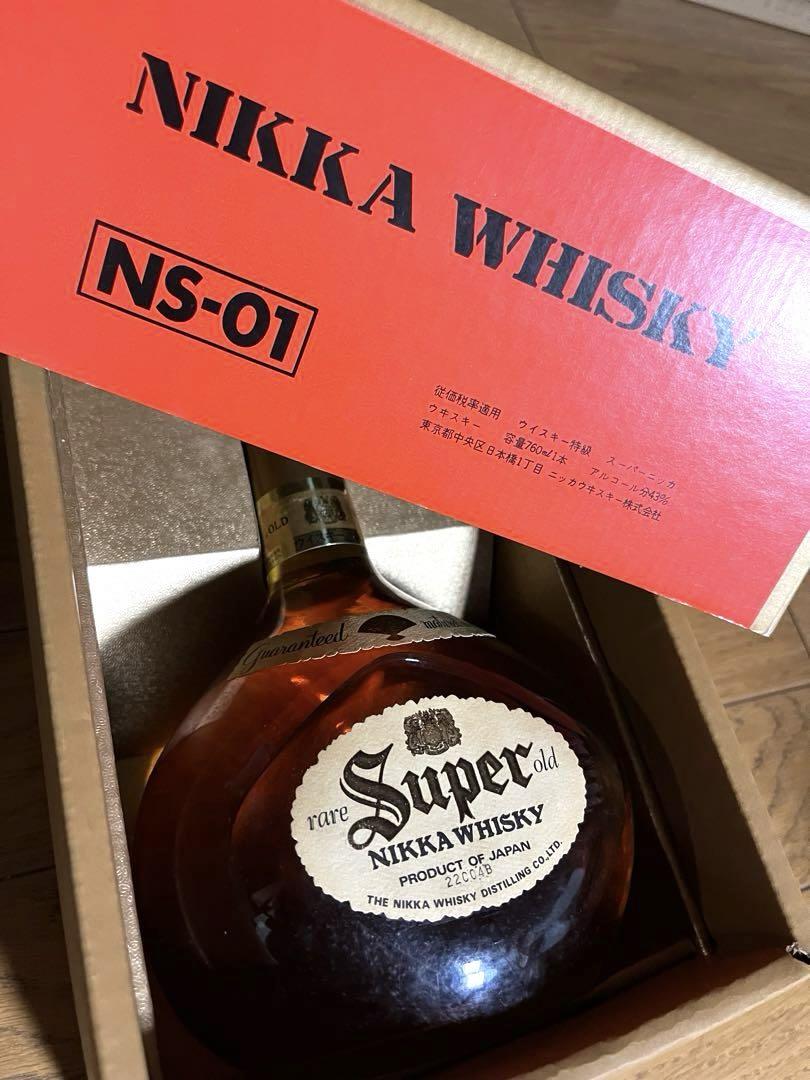 NIKKA WHISKY
NS-01
従価税率適用 ウイスキー特級 スーパーニッカ
ウヰスキー 容量760ml1本 アルコール分43%
東京都中央区日本橋1丁目 ニッカウヰスキー株式会社
OLD
Guaranteed
rare Super old
NIKKA WHISKY
PRODUCT OF JAPAN
22C04B
THE NIKKA WHISKY DISTILLING CO., LTD.